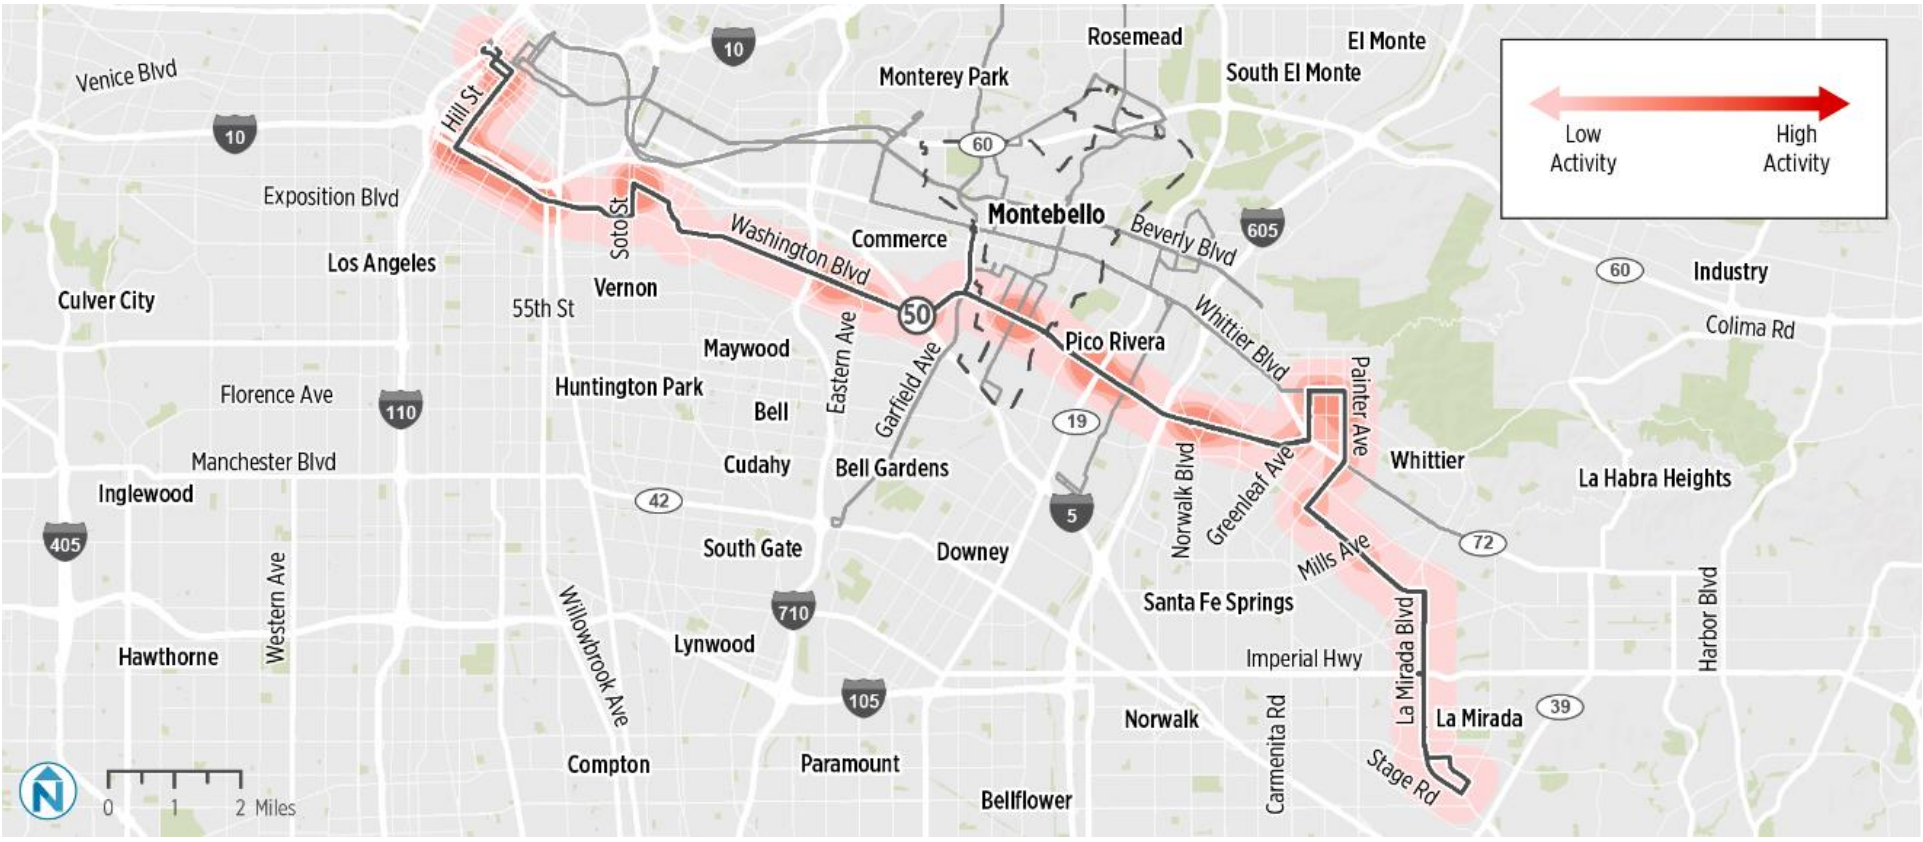 Rosemead
El Monte
10
Monterey Park
South El Monte
Venice Blvd
Hill St
10
60
Low
Activity
High
Activity
Exposition Blvd
Soto St
Montebello
Beverly Blvd
605
Washington Blvd
Commerce
Los Angeles
Vernon
60
Industry
Culver City
55th St
50
Whittier Blvd
Colima Rd
Maywood
Eastern Ave
Garfield Ave
Pico Rivera
Painter Ave
Florence Ave
110
Huntington Park
Bell
19
Manchester Blvd
Cudahy
Bell Gardens
Norwalk Blvd
Greenleaf Ave
Whittier
La Habra Heights
Inglewood
42
5
405
South Gate
Downey
Mills Ave
72
Western Ave
Willowbrook Ave
710
Santa Fe Springs
La Mirada Blvd
Harbor Blvd
Hawthorne
Lynwood
Imperial Hwy
105
Norwalk
Carmenita Rd
La Mirada
39
Compton
Paramount
Stage Rd
Bellflower
N
0 1 2 Miles